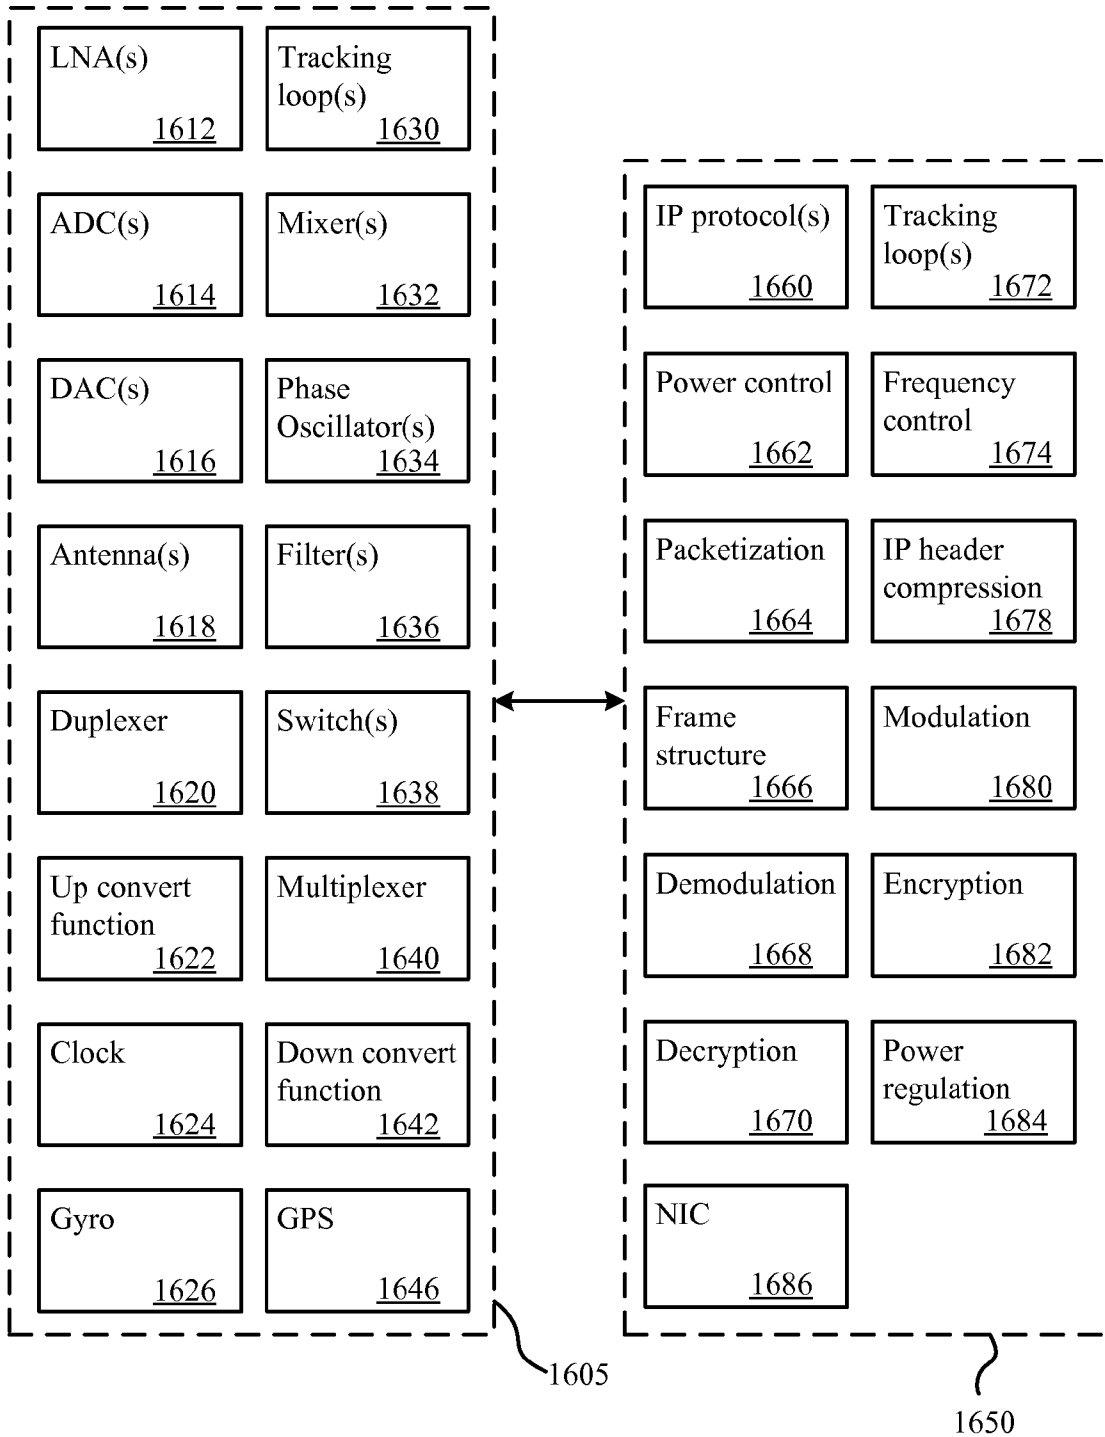 LNA(s)
1612
Tracking
loop(s)
1630
ADC(s)
1614
Mixer(s)
1632
DAC(s)
1616
Phase
Oscillator(s)
1634
Antenna(s)
1618
Filter(s)
1636
Duplexer
1620
Switch(s)
1638
Up convert
function
1622
Multiplexer
1640
Clock
1624
Down convert
function
1642
Gyro
1626
GPS
1646
1605
IP protocol(s)
1660
Tracking
loop(s)
1672
Power control
1662
Frequency
control
1674
Packetization
1664
IP header
compression
1678
Frame
structure
1666
Modulation
1680
Demodulation
1668
Encryption
1682
Decryption
1670
Power
regulation
1684
NIC
1686
1650